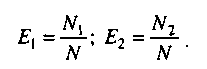 E₁ = N₁/N; E₂ = N₂/N.